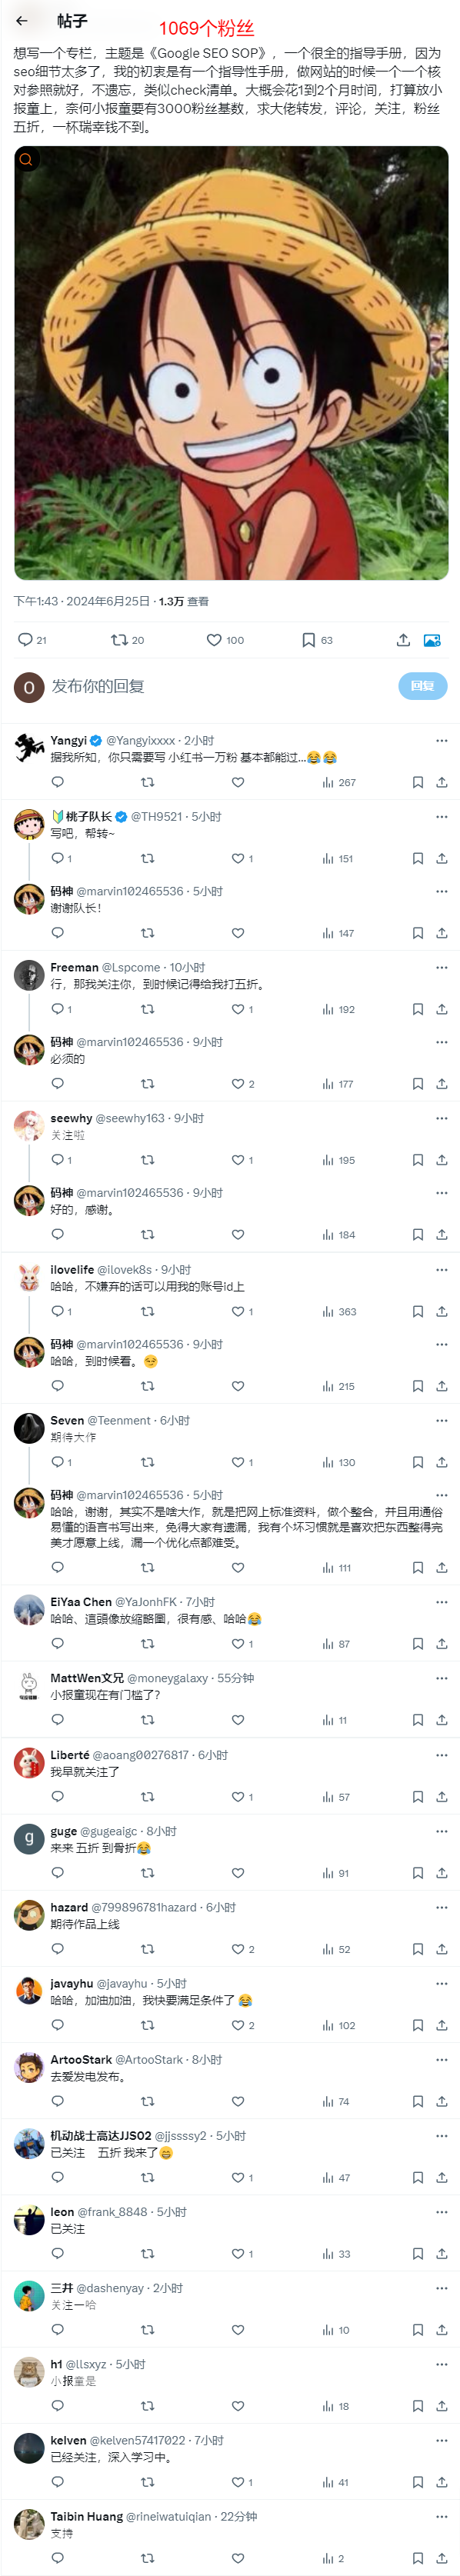 帖子
1069个粉丝
想写一个专栏，主题是《Google SEO SOP》，一个很全的指导手册，因为
seo细节太多了，我的初衷是有一个指导性手册，做网站的时候一个一个核
对参照就好，不遗忘，类似check清单。大概会花1到2个月时间，打算放小
报童上，奈何小报童要有3000粉丝基数，求大佬转发，评论，关注，粉丝
五折，一杯瑞幸钱不到。
下午1:43 · 2024年6月25日 · 1.3万 查看
21 20 100 63
O 发布你的回复 回复
Yangyi @Yangyixxxx · 2小时
据我所知，你只需要写 小红书一万粉 基本都能过...😂😂
267
🔰桃子队长 @TH9521 · 5小时
写吧，帮转~
1 1 151
码神 @marvin102465536 · 5小时
谢谢队长！
147
Freeman @Lspcome · 10小时
行，那我关注你，到时候记得给我打五折。
1 1 192
码神 @marvin102465536 · 9小时
必须的
2 177
seewhy @seewhy163 · 9小时
关注啦
1 1 195
码神 @marvin102465536 · 9小时
好的，感谢。
184
ilovelife @ilovek8s · 9小时
哈哈，不嫌弃的话可以用我的账号id上
1 1 363
码神 @marvin102465536 · 9小时
哈哈，到时候看。😏
215
Seven @Teenment · 6小时
期待大作
1 1 130
码神 @marvin102465536 · 5小时
哈哈，谢谢，其实不是啥大作，就是把网上标准资料，做个整合，并且用通俗
易懂的语言书写出来，免得大家有遗漏，我有个坏习惯就是喜欢把东西整得完
美才愿意上线，漏一个优化点都难受。
111
EiYaa Chen @YaJonhFK · 7小时
哈哈、這頭像放縮略圖，很有感、哈哈😂
1 87
MattWen文兄 @moneygalaxy · 55分钟
小报童现在有门槛了?
11
Liberté @aoang00276817 · 6小时
我早就关注了
1 57
g guge @gugeaigc · 8小时
来来 五折 到骨折😂
91
hazard @799896781hazard · 6小时
期待作品上线
2 52
javayhu @javayhu · 5小时
哈哈，加油加油，我快要满足条件了 😂
2 102
ArtooStark @ArtooStark · 8小时
去爱发电发布。
74
机动战士高达JJS02 @jjssssy2 · 5小时
已关注 五折 我来了😁
1 47
leon @frank_8848 · 5小时
已关注
1 33
三井 @dashenyay · 2小时
关注一哈
10
h1 @llsxyz · 5小时
小报童是
18
kelven @kelven57417022 · 7小时
已经关注，深入学习中。
1 41
Taibin Huang @rineiwatuiqian · 22分钟
支持
2